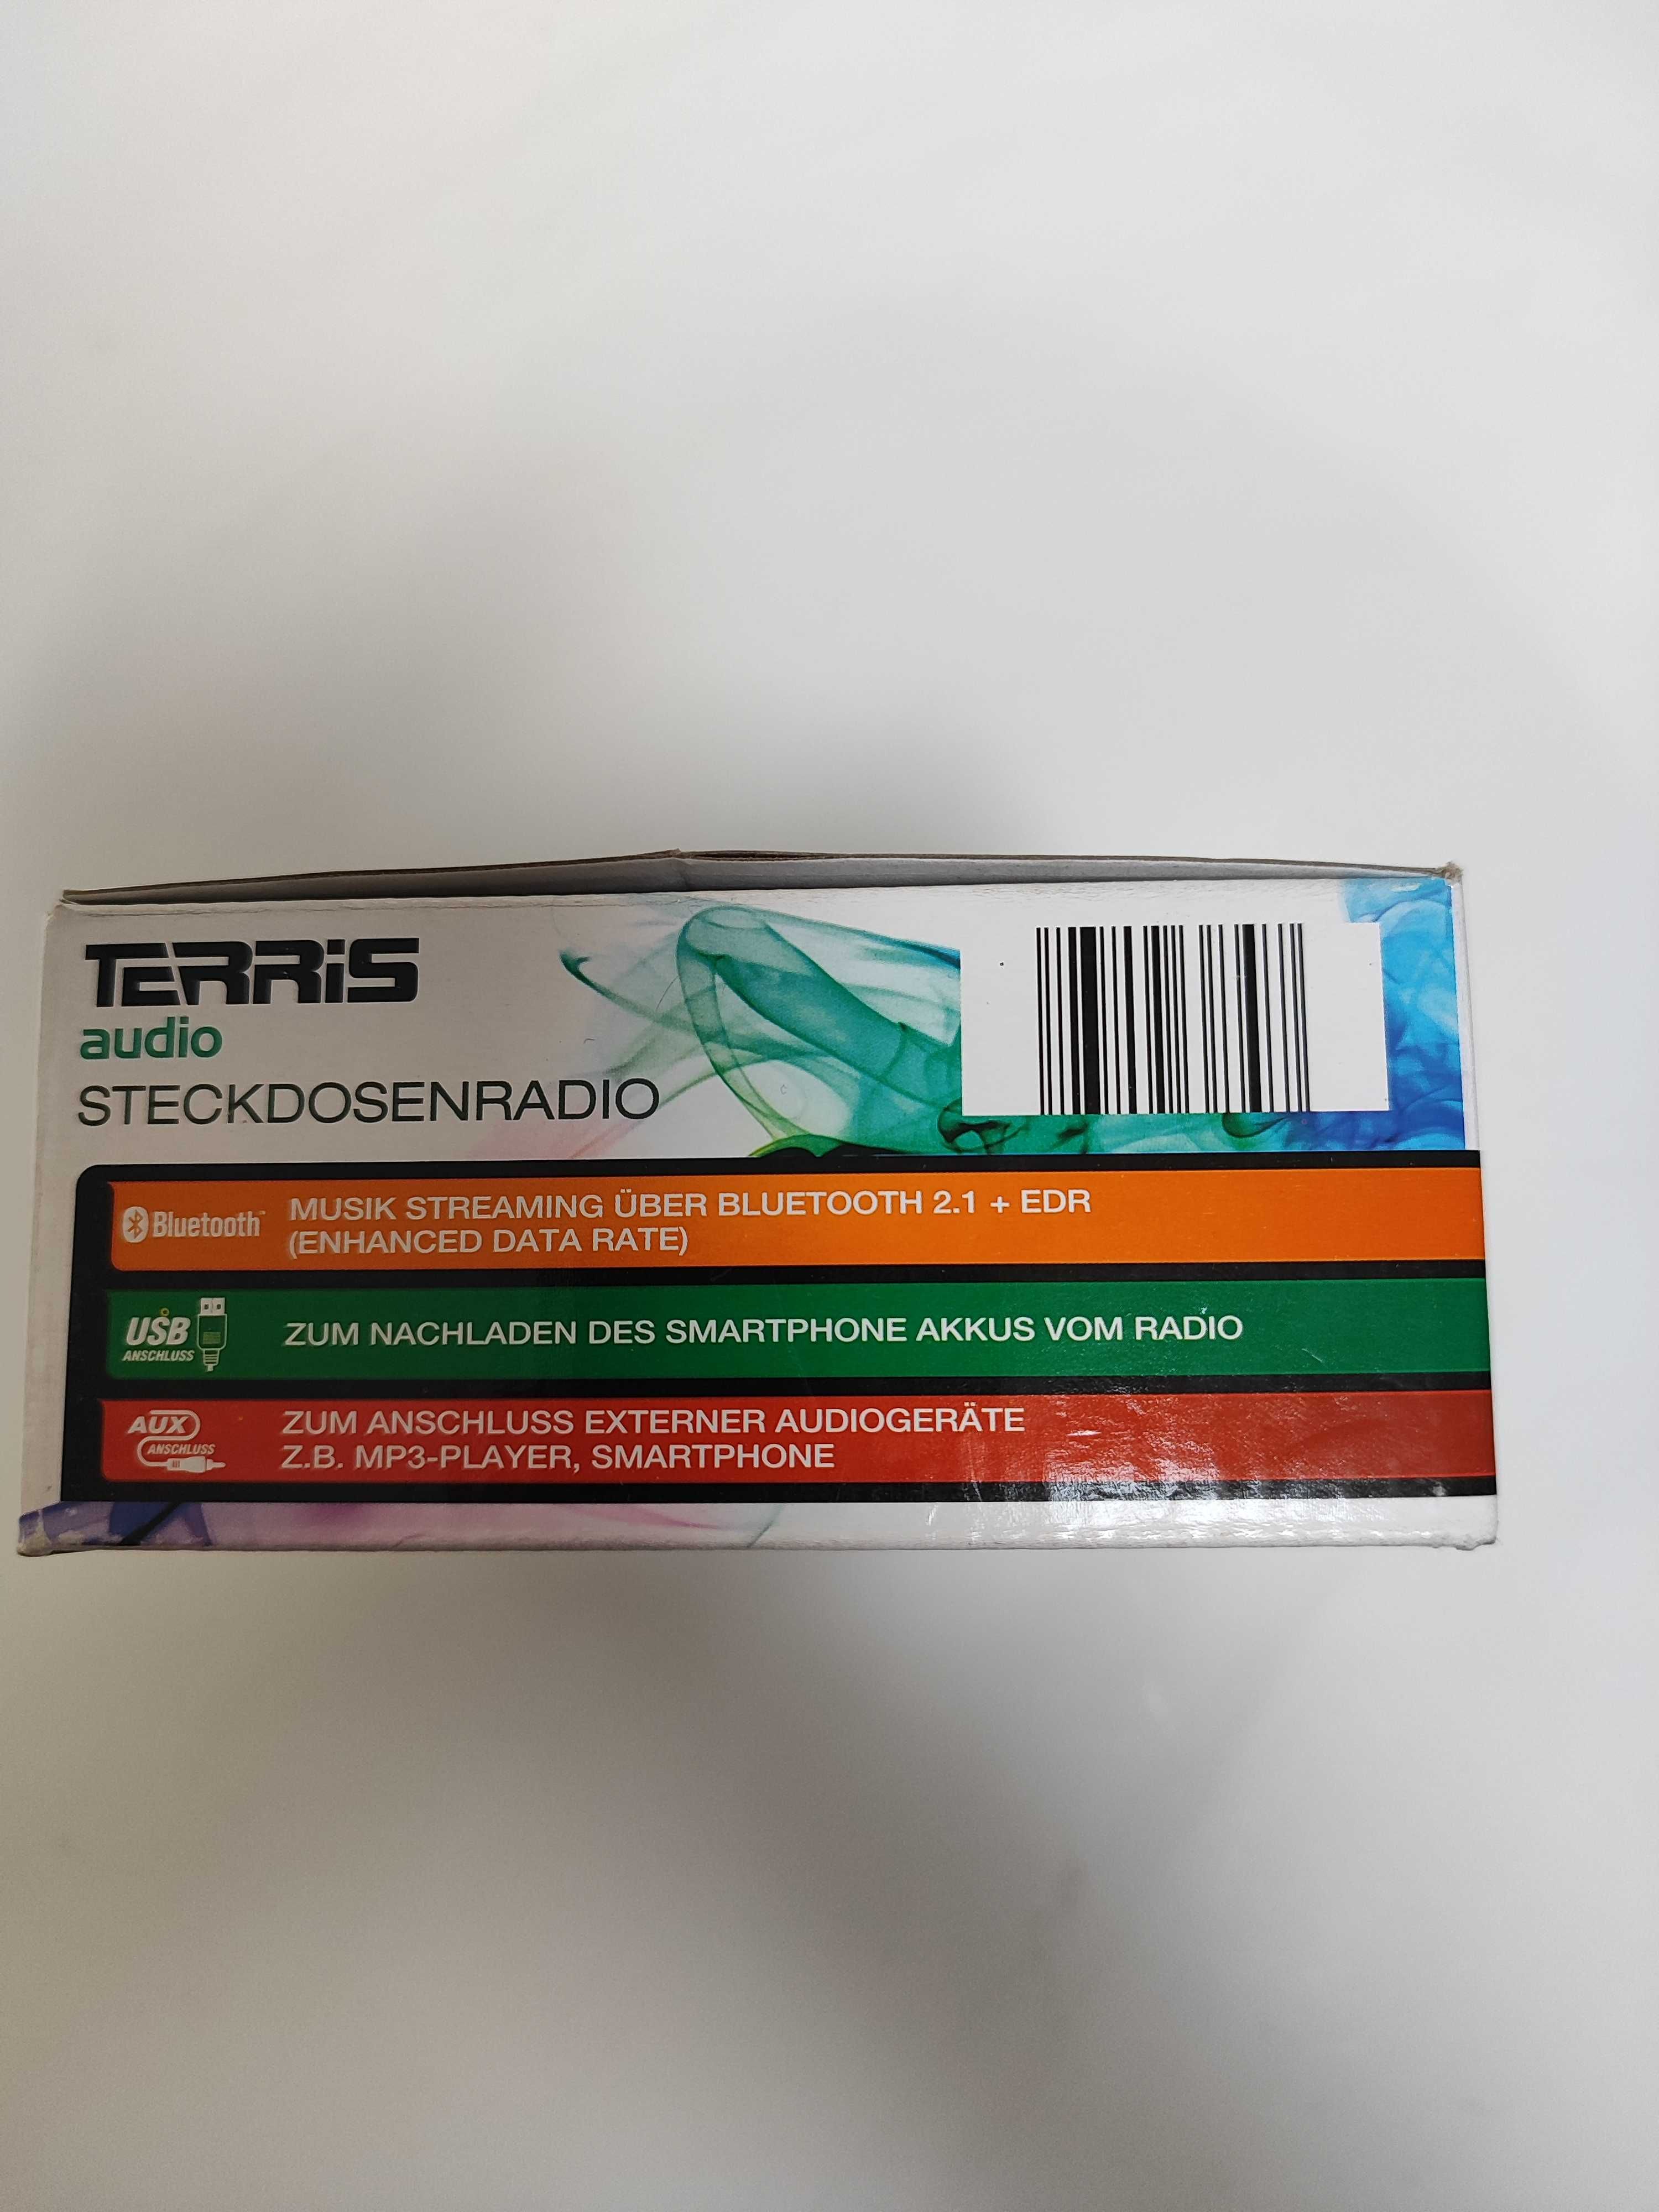 TERRiS
audio
STECKDOSENRADIO
Bluetooth™
MUSIK STREAMING ÜBER BLUETOOTH 2.1 + EDR
(ENHANCED DATA RATE)
USB
ANSCHLUSS
ZUM NACHLADEN DES SMARTPHONE AKKUS VOM RADIO
AUX
ANSCHLUSS
ZUM ANSCHLUSS EXTERNER AUDIOGERÄTE
Z.B. MP3-PLAYER, SMARTPHONE